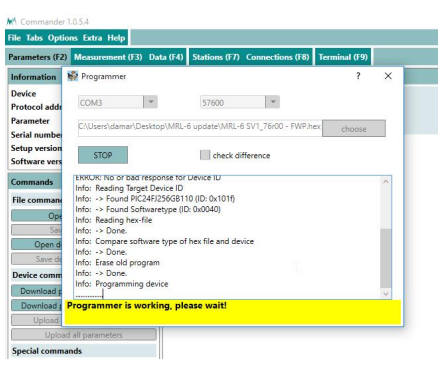 Commander 1.0.5.4
File Tabs Options Extra Help
Parameters (F2) Measurement (F3) Data (F4) Stations (F7) Connections (F8) Terminal (F9)
Information
Programmer
? X
Device
Protocol addr
Parameter
Serial number
Setup version
Software vers
COM3
57600
C:\Users\damar\Desktop\MRL-6 update\MRL-6 SV1_76r00 - FWP.hex
choose
STOP
check difference
Commands
File comman
Ope
Sav
Open d
Save de
Device comm
Download p
Download p
Upload
Upload all parameters
Special commands
ERROR: No or bad response for Device ID
Info: Reading Target Device ID
Info: -> Found PIC24FJ256GB110 (ID: 0x101f)
Info: -> Found Softwaretype (ID: 0x0040)
Info: Reading hex-file
Info: -> Done.
Info: Compare software type of hex file and device
Info: -> Done.
Info: Erase old program
Info: -> Done.
Info: Programming device
...........
Programmer is working, please wait!